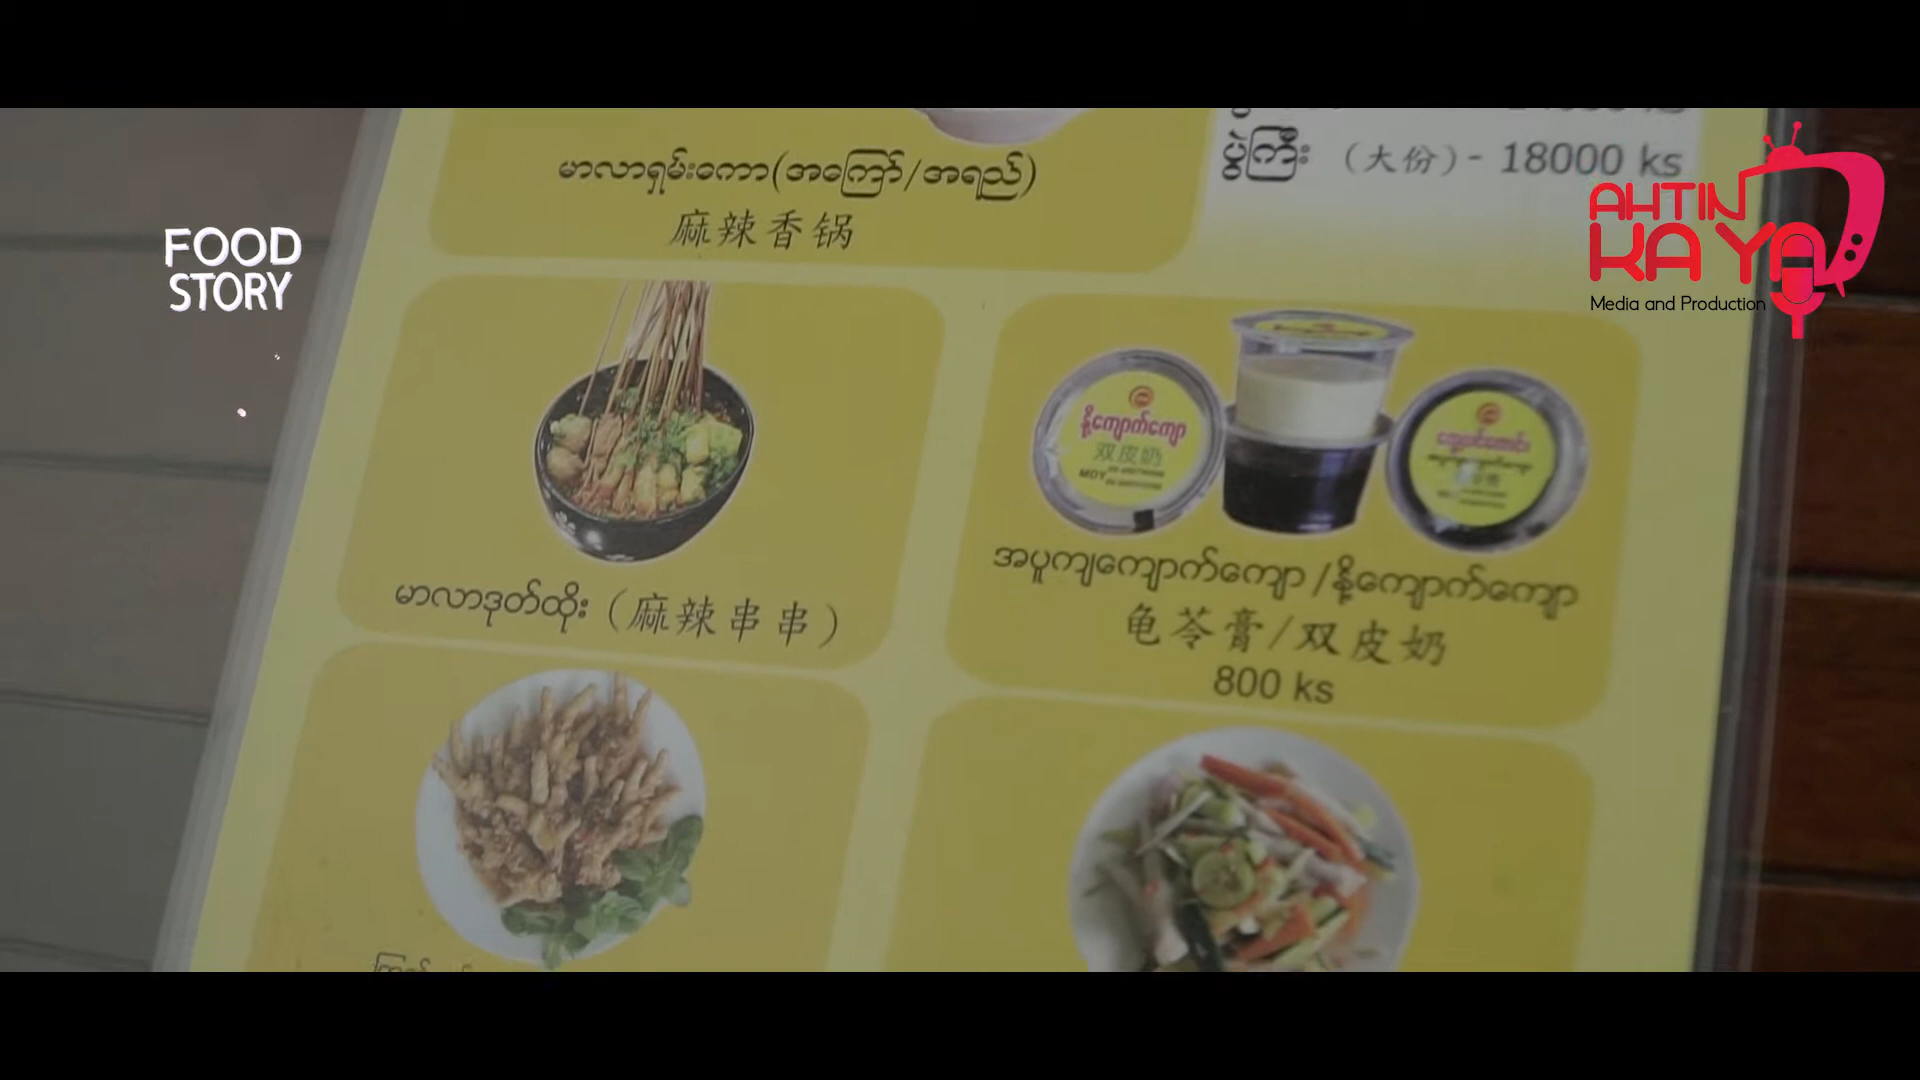 မာလာရှမ်းကော(အကြော်/အရည်)
麻辣香锅
ပွဲကြီး (大份)- 18000 ks
FOOD
STORY
AHTIN
KAYA
Media and Production
နို့ကျောက်ကျော
双皮奶
MDY
မာလာဒုတ်ထိုး (麻辣串串)
အပူကျကျောက်ကျော/နို့ကျောက်ကျော
龟苓膏/双皮奶
800 ks